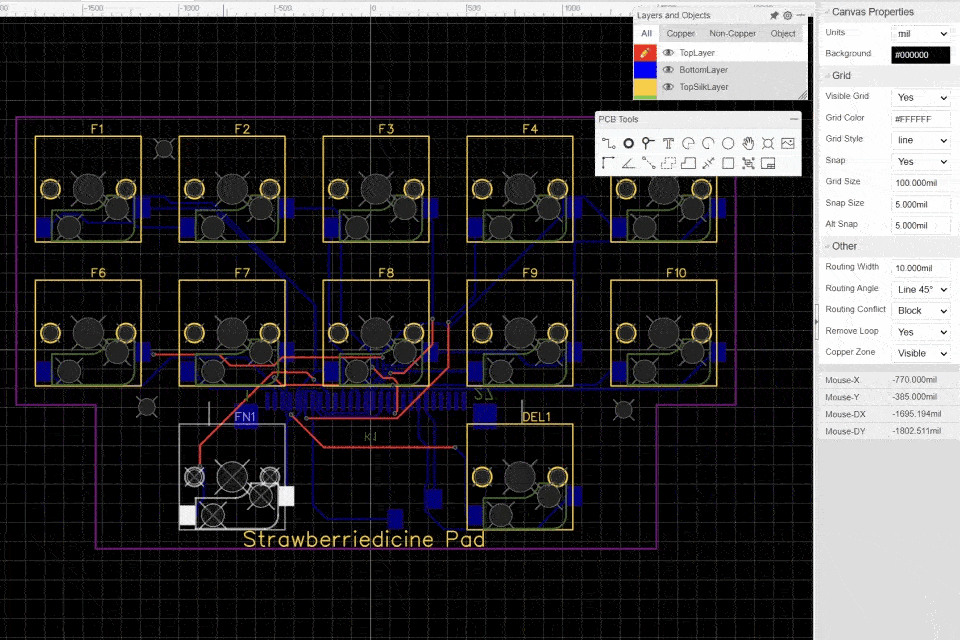 -1500
-1000
-500
0
500
1000
Layers and Objects
All Copper Non-Copper Object
TopLayer
BottomLayer
TopSilkLayer
PCB Tools
F1 F2 F3 F4
F6 F7 F8 F9 F10
FN1 DEL1
Strawberriedicine Pad
Canvas Properties
Units mil
Background #000000
Grid
Visible Grid Yes
Grid Color #FFFFFF
Grid Style line
Snap Yes
Grid Size 100.000mil
Snap Size 5.000mil
Alt Snap 5.000mil
Other
Routing Width 10.000mil
Routing Angle Line 45°
Routing Conflict Block
Remove Loop Yes
Copper Zone Visible
Mouse-X -770.000mil
Mouse-Y -385.000mil
Mouse-DX -1695.194mil
Mouse-DY -1802.511mil